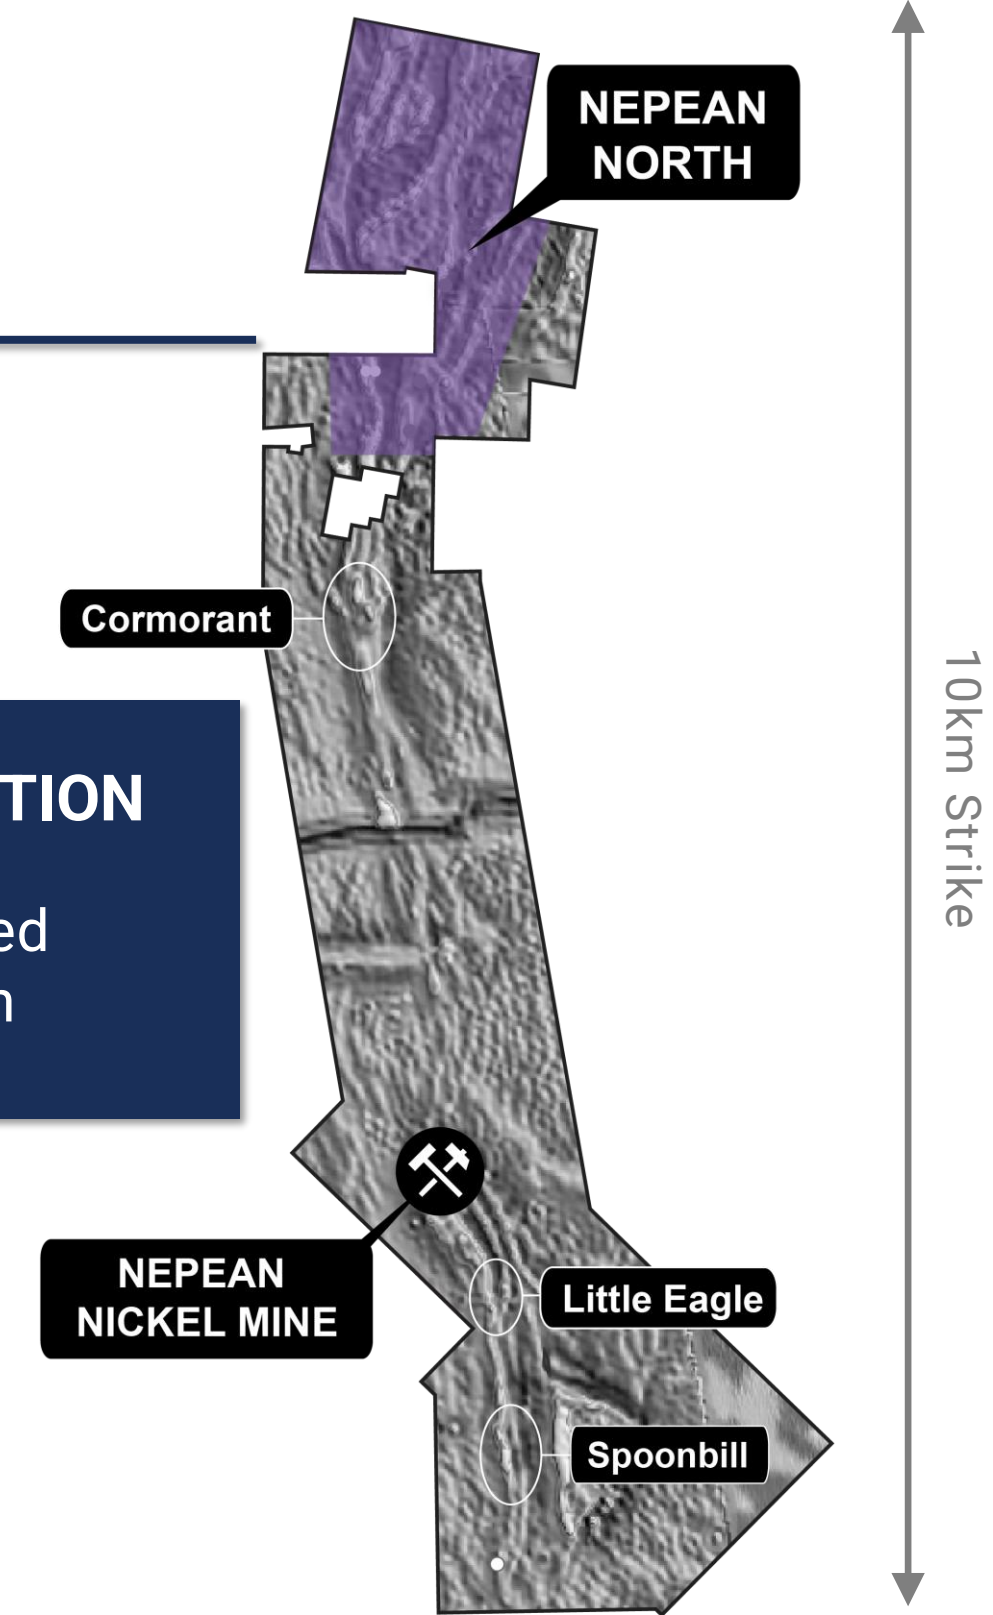 NEPEAN
NORTH
Cormorant
TION
ed
n
10km Strike
NEPEAN
NICKEL MINE
Little Eagle
Spoonbill